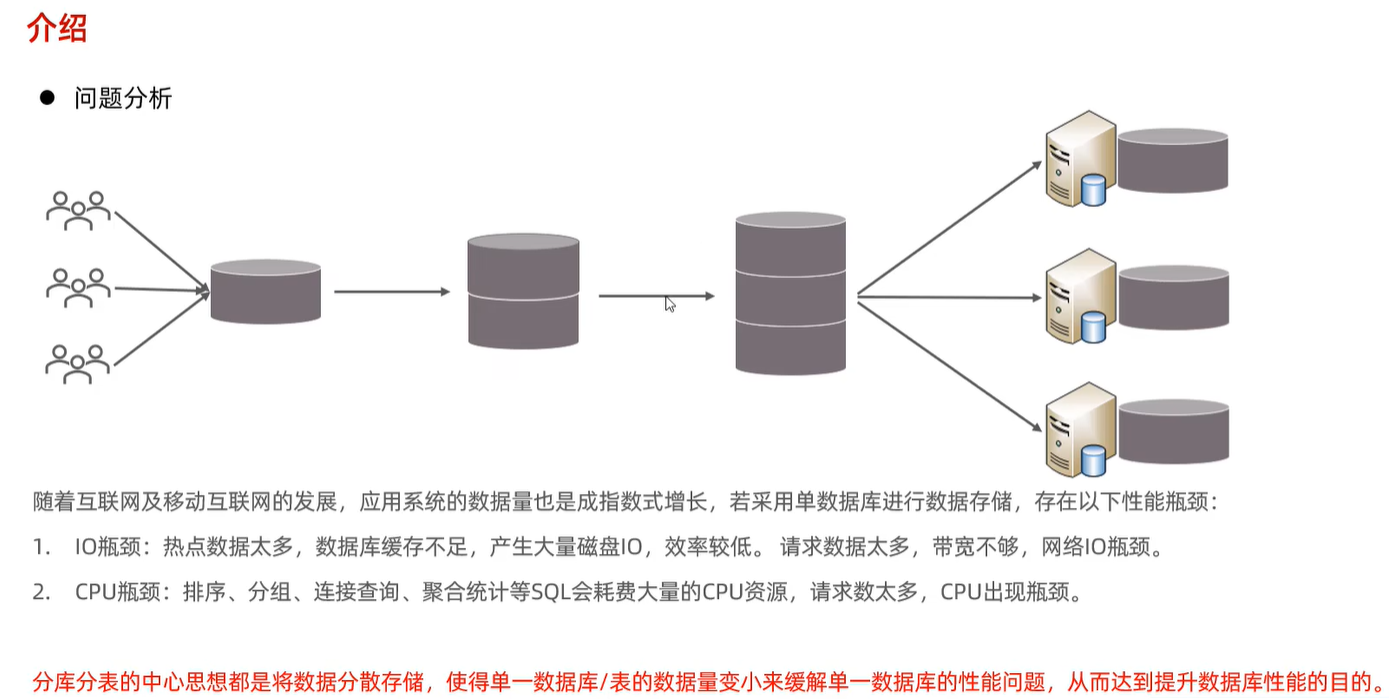 介绍
● 问题分析
随着互联网及移动互联网的发展，应用系统的数据量也是成指数式增长，若采用单数据库进行数据存储，存在以下性能瓶颈：
1. IO瓶颈：热点数据太多，数据库缓存不足，产生大量磁盘IO，效率较低。 请求数据太多，带宽不够，网络IO瓶颈。
2. CPU瓶颈：排序、分组、连接查询、聚合统计等SQL会耗费大量的CPU资源，请求数太多，CPU出现瓶颈。
分库分表的中心思想都是将数据分散存储，使得单一数据库/表的数据量变小来缓解单一数据库的性能问题，从而达到提升数据库性能的目的。